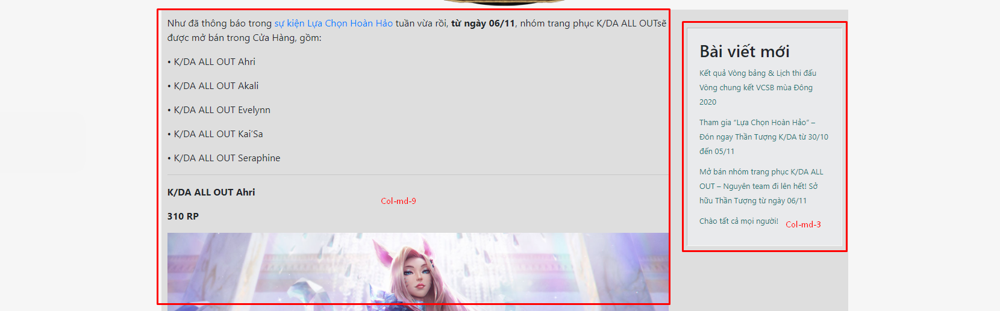 Như đã thông báo trong sự kiện Lựa Chọn Hoàn Hảo tuần vừa rồi, từ ngày 06/11, nhóm trang phục K/DA ALL OUTsẽ
được mở bán trong Cửa Hàng, gồm:
• K/DA ALL OUT Ahri
• K/DA ALL OUT Akali
• K/DA ALL OUT Evelynn
• K/DA ALL OUT Kai’Sa
• K/DA ALL OUT Seraphine
K/DA ALL OUT Ahri
Col-md-9
310 RP
Bài viết mới
Kết quả Vòng bảng & Lịch thi đấu
Vòng chung kết VCSB mùa Đông
2020
Tham gia “Lựa Chọn Hoàn Hảo” –
Đón ngay Thần Tượng K/DA từ 30/10
đến 05/11
Mở bán nhóm trang phục K/DA ALL
OUT – Nguyên team đi lên hết! Sở
hữu Thần Tượng từ ngày 06/11
Chào tất cả mọi người!
Col-md-3